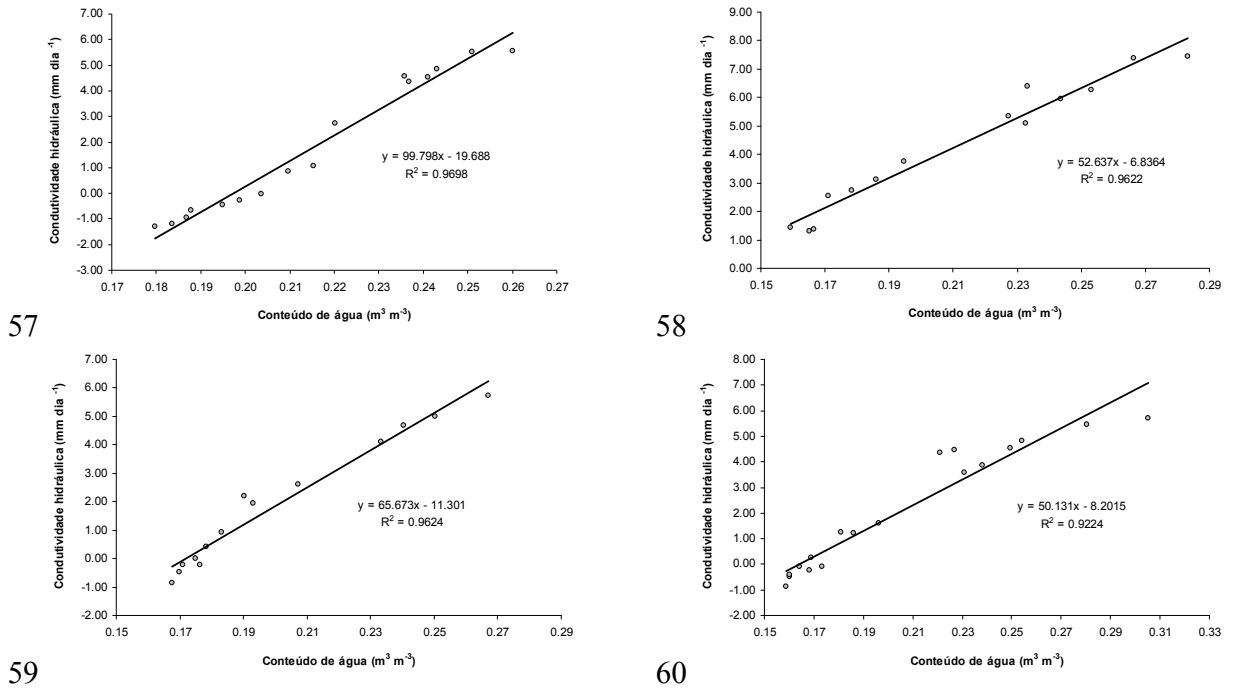 7.00
6.00
5.00
4.00
3.00
2.00
1.00
0.00
-1.00
-2.00
-3.00
Condutividade hidráulica (mm dia ⁻¹)
y = 99.798x - 19.688
R² = 0.9698
0.17 0.18 0.19 0.20 0.21 0.22 0.23 0.24 0.25 0.26 0.27
Conteúdo de água (m³ m⁻³)
57
9.00
8.00
7.00
6.00
5.00
4.00
3.00
2.00
1.00
0.00
Condutividade hidráulica (mm dia ⁻¹)
y = 52.637x - 6.8364
R² = 0.9622
0.15 0.17 0.19 0.21 0.23 0.25 0.27 0.29
Conteúdo de água (m³ m⁻³)
58
7.00
6.00
5.00
4.00
3.00
2.00
1.00
0.00
-1.00
-2.00
Condutividade hidráulica (mm dia ⁻¹)
y = 65.673x - 11.301
R² = 0.9624
0.15 0.17 0.19 0.21 0.23 0.25 0.27 0.29
Conteúdo de água (m³ m⁻³)
59
8.00
7.00
6.00
5.00
4.00
3.00
2.00
1.00
0.00
-1.00
-2.00
Condutividade hidráulica (mm dia ⁻¹)
y = 50.131x - 8.2015
R² = 0.9224
0.15 0.17 0.19 0.21 0.23 0.25 0.27 0.29 0.31 0.33
Conteúdo de água (m³ m⁻³)
60